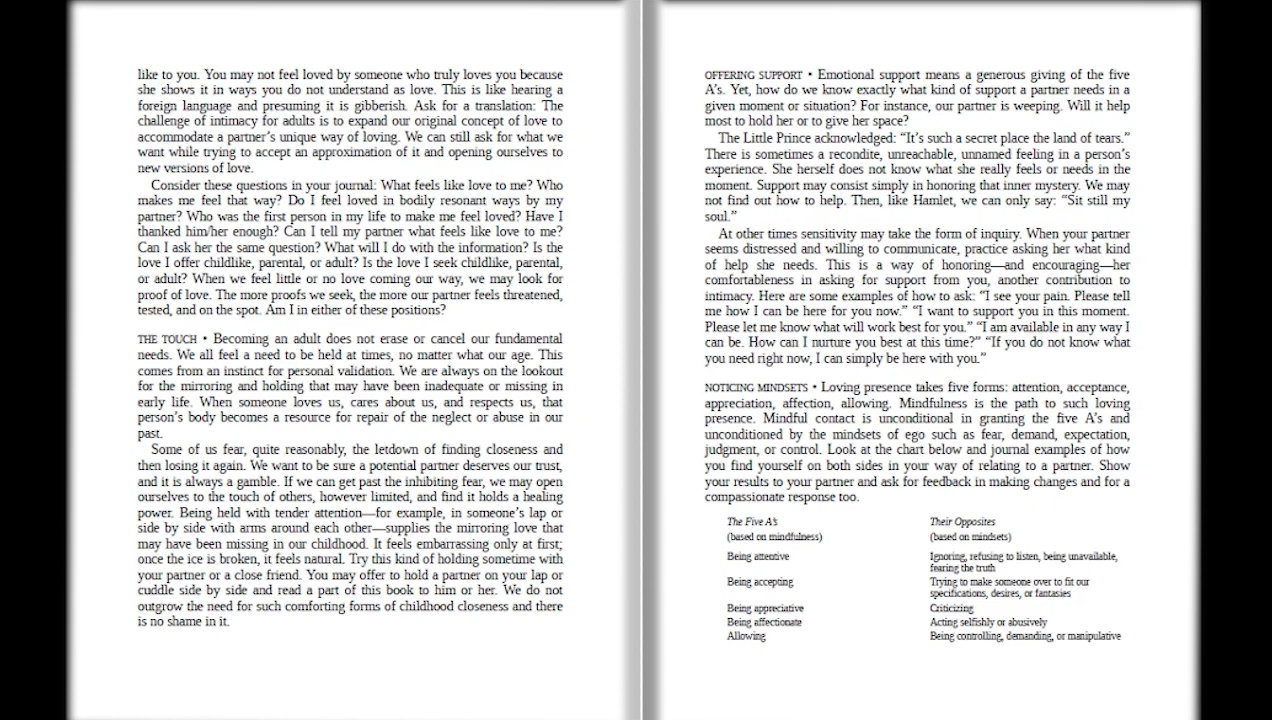 like to you. You may not feel loved by someone who truly loves you because
she shows it in ways you do not understand as love. This is like hearing a
foreign language and presuming it is gibberish. Ask for a translation: The
challenge of intimacy for adults is to expand our original concept of love to
accommodate a partner’s unique way of loving. We can still ask for what we
want while trying to accept an approximation of it and opening ourselves to
new versions of love.
Consider these questions in your journal: What feels like love to me? Who
makes me feel that way? Do I feel loved in bodily resonant ways by my
partner? Who was the first person in my life to make me feel loved? Have I
thanked him/her enough? Can I tell my partner what feels like love to me?
Can I ask her the same question? What will I do with the information? Is the
love I offer childlike, parental, or adult? Is the love I seek childlike, parental,
or adult? When we feel little or no love coming our way, we may look for
proof of love. The more proofs we seek, the more our partner feels threatened,
tested, and on the spot. Am I in either of these positions?
THE TOUCH • Becoming an adult does not erase or cancel our fundamental
needs. We all feel a need to be held at times, no matter what our age. This
comes from an instinct for personal validation. We are always on the lookout
for the mirroring and holding that may have been inadequate or missing in
early life. When someone loves us, cares about us, and respects us, that
person’s body becomes a resource for repair of the neglect or abuse in our
past.
Some of us fear, quite reasonably, the letdown of finding closeness and
then losing it again. We want to be sure a potential partner deserves our trust,
and it is always a gamble. If we can get past the inhibiting fear, we may open
ourselves to the touch of others, however limited, and find it holds a healing
power. Being held with tender attention—for example, in someone’s lap or
side by side with arms around each other—supplies the mirroring love that
may have been missing in our childhood. It feels embarrassing only at first;
once the ice is broken, it feels natural. Try this kind of holding sometime with
your partner or a close friend. You may offer to hold a partner on your lap or
cuddle side by side and read a part of this book to him or her. We do not
outgrow the need for such comforting forms of childhood closeness and there
is no shame in it.
OFFERING SUPPORT • Emotional support means a generous giving of the five
A’s. Yet, how do we know exactly what kind of support a partner needs in a
given moment or situation? For instance, our partner is weeping. Will it help
most to hold her or to give her space?
The Little Prince acknowledged: “It’s such a secret place the land of tears.”
There is sometimes a recondite, unreachable, unnamed feeling in a person’s
experience. She herself does not know what she really feels or needs in the
moment. Support may consist simply in honoring that inner mystery. We may
not find out how to help. Then, like Hamlet, we can only say: “Sit still my
soul.”
At other times sensitivity may take the form of inquiry. When your partner
seems distressed and willing to communicate, practice asking her what kind
of help she needs. This is a way of honoring—and encouraging—her
comfortableness in asking for support from you, another contribution to
intimacy. Here are some examples of how to ask: “I see your pain. Please tell
me how I can be here for you now.” “I want to support you in this moment.
Please let me know what will work best for you.” “I am available in any way I
can be. How can I nurture you best at this time?” “If you do not know what
you need right now, I can simply be here with you.”
NOTICING MINDSETS • Loving presence takes five forms: attention, acceptance,
appreciation, affection, allowing. Mindfulness is the path to such loving
presence. Mindful contact is unconditional in granting the five A’s and
unconditioned by the mindsets of ego such as fear, demand, expectation,
judgment, or control. Look at the chart below and journal examples of how
you find yourself on both sides in your way of relating to a partner. Show
your results to your partner and ask for feedback in making changes and for a
compassionate response too.
The Five A’s Their Opposites
(based on mindfulness) (based on mindsets)
Being attentive Ignoring, refusing to listen, being unavailable,
fearing the truth
Being accepting Trying to make someone over to fit our
specifications, desires, or fantasies
Being appreciative Criticizing
Being affectionate Acting selfishly or abusively
Allowing Being controlling, demanding, or manipulative